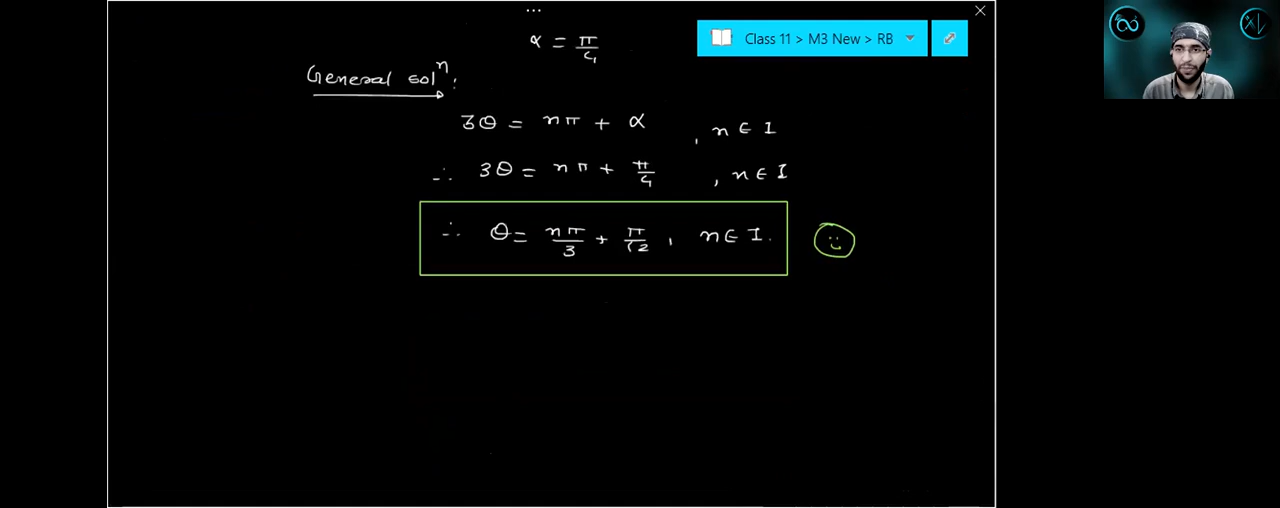 ...
α = π/4
Class 11 > M3 New > RB
General solⁿ:
3θ = nπ + α , n ∈ I
∴ 3θ = nπ + π/4 , n ∈ I
∴ θ = nπ/3 + π/12 , n ∈ I.